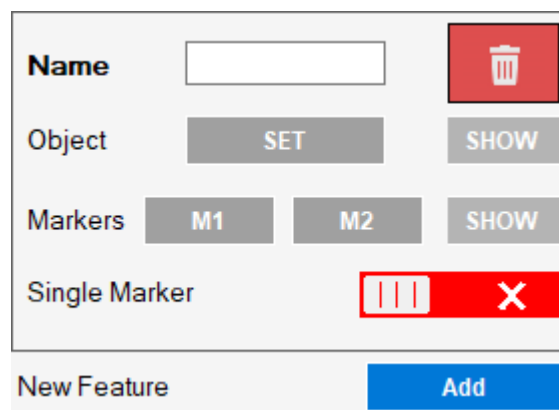 Name
Object SET SHOW
Markers M1 M2 SHOW
Single Marker
New Feature Add